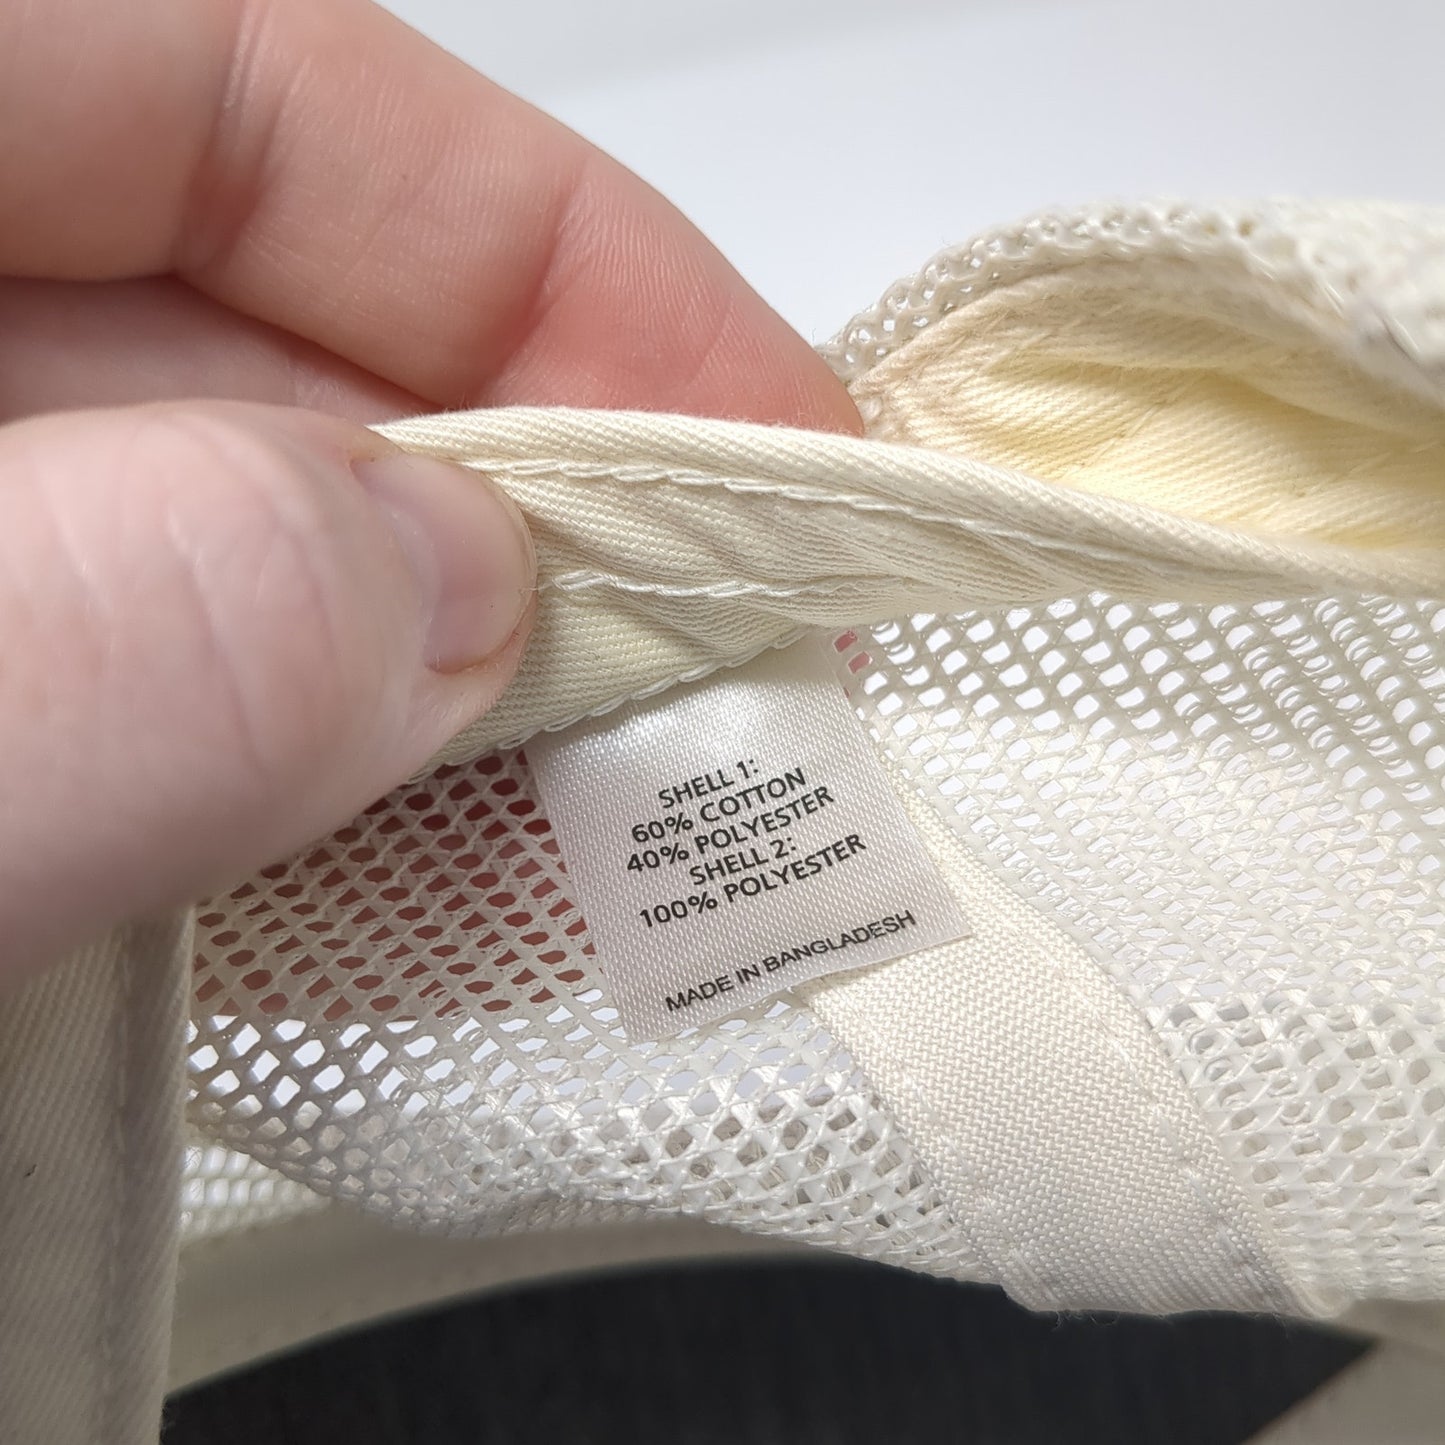 SHELL 1:
60% COTTON
40% POLYESTER
SHELL 2:
100% POLYESTER
MADE IN BANGLADESH